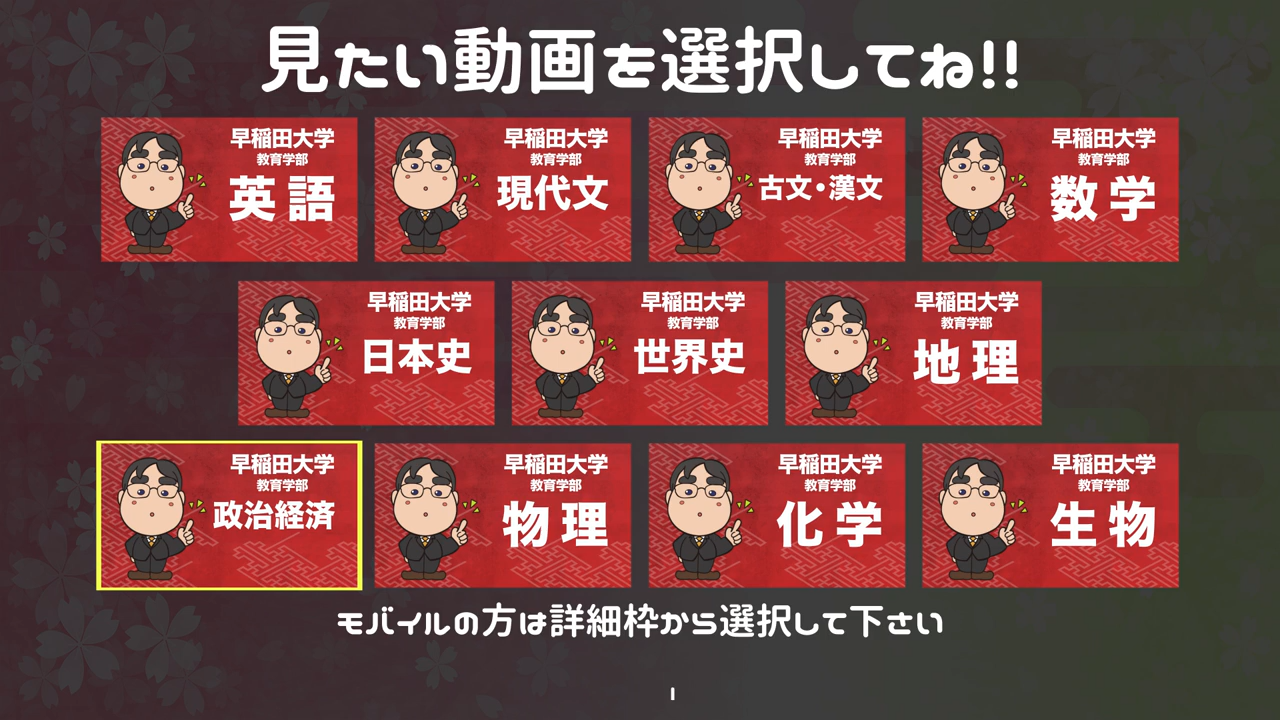 見たい動画を選択してね!!
早稲田大学
教育学部
英語
早稲田大学
教育学部
現代文
早稲田大学
教育学部
古文・漢文
早稲田大学
教育学部
数学
早稲田大学
教育学部
日本史
早稲田大学
教育学部
世界史
早稲田大学
教育学部
地理
早稲田大学
教育学部
政治経済
早稲田大学
教育学部
物理
早稲田大学
教育学部
化学
早稲田大学
教育学部
生物
モバイルの方は詳細枠から選択して下さい
1